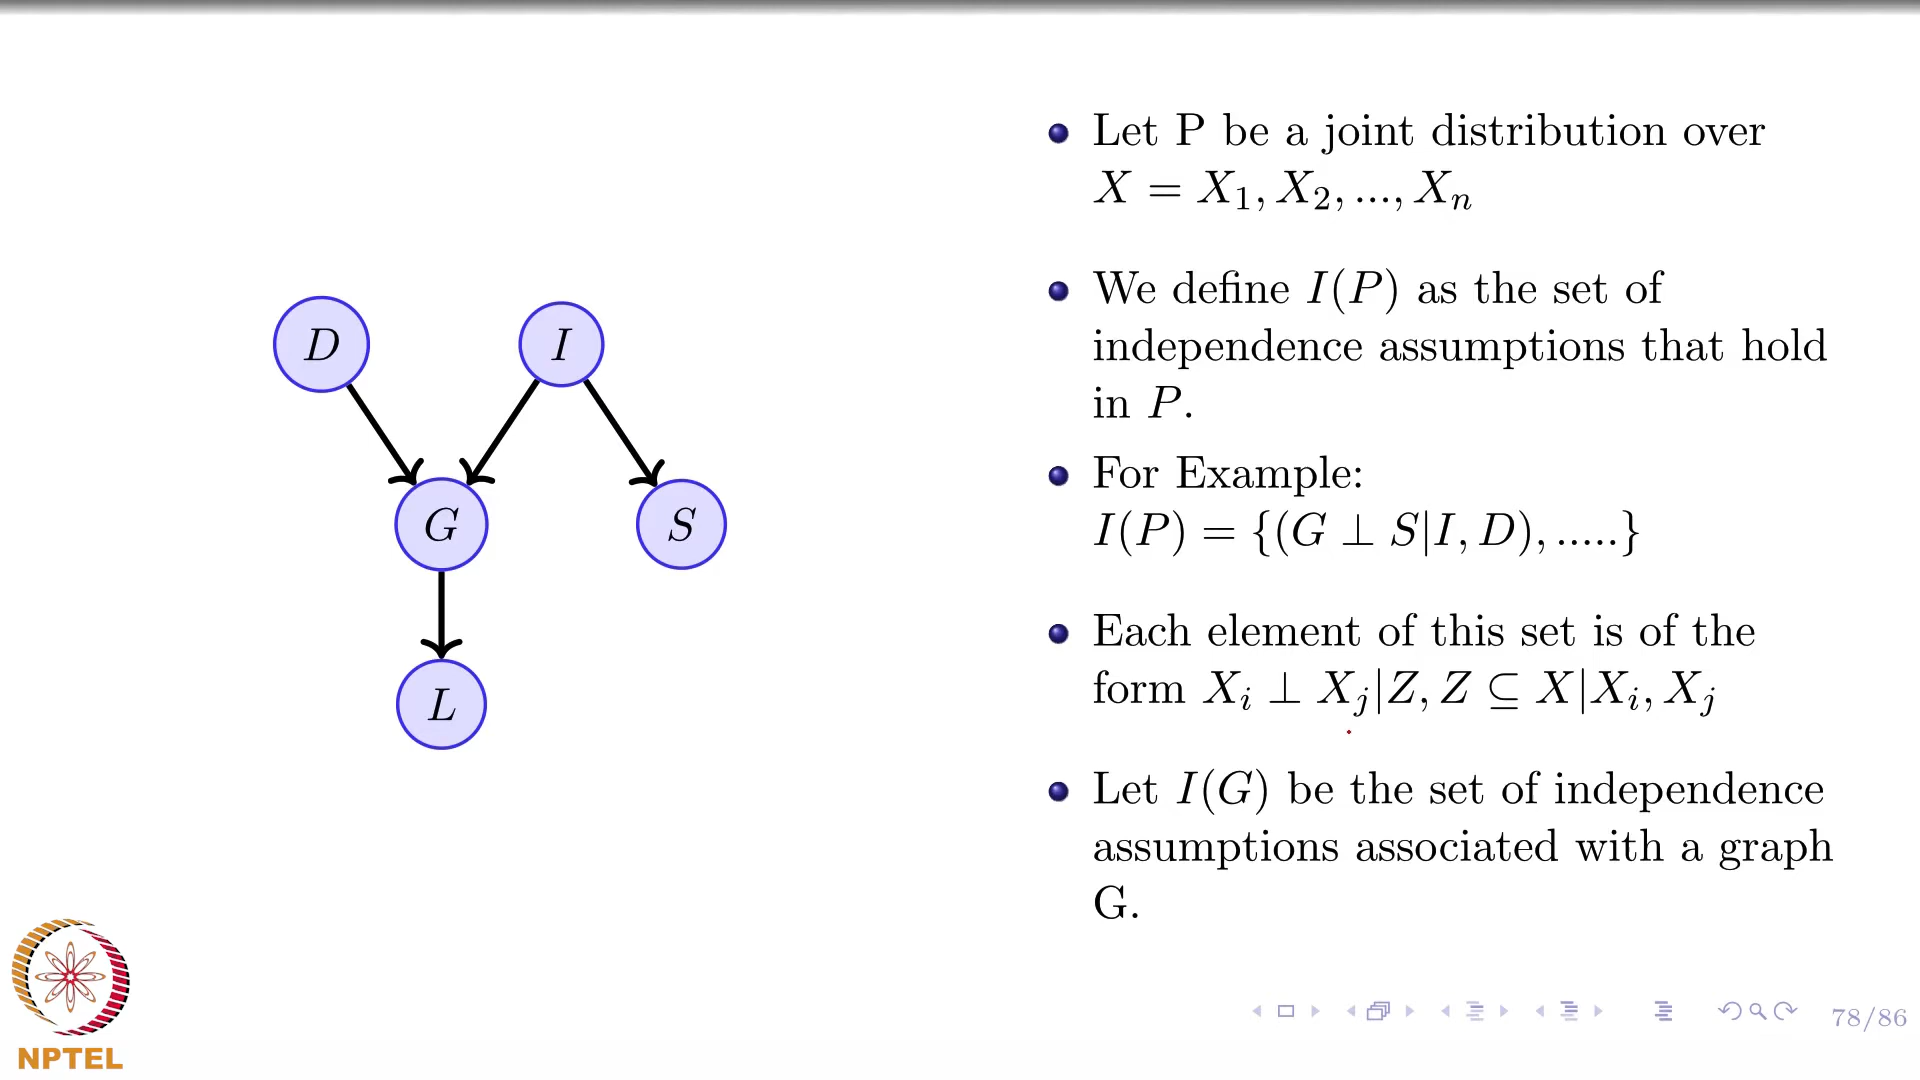 D
I
G
S
L
Let P be a joint distribution over
X = X₁, X₂, ..., Xₙ
We define I(P) as the set of
independence assumptions that hold
in P.
For Example:
I(P) = {(G ⊥ S|I, D), .....}
Each element of this set is of the
form Xᵢ ⊥ Xⱼ|Z, Z ⊆ X|Xᵢ, Xⱼ
Let I(G) be the set of independence
assumptions associated with a graph
G.
NPTEL
78/86